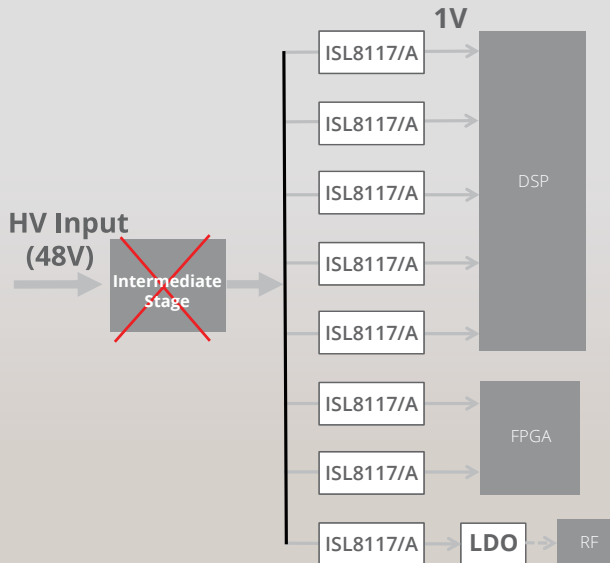 1V
ISL8117/A
ISL8117/A
ISL8117/A
DSP
HV Input
(48V)
ISL8117/A
Intermediate
Stage
ISL8117/A
ISL8117/A
FPGA
ISL8117/A
ISL8117/A
LDO
RF